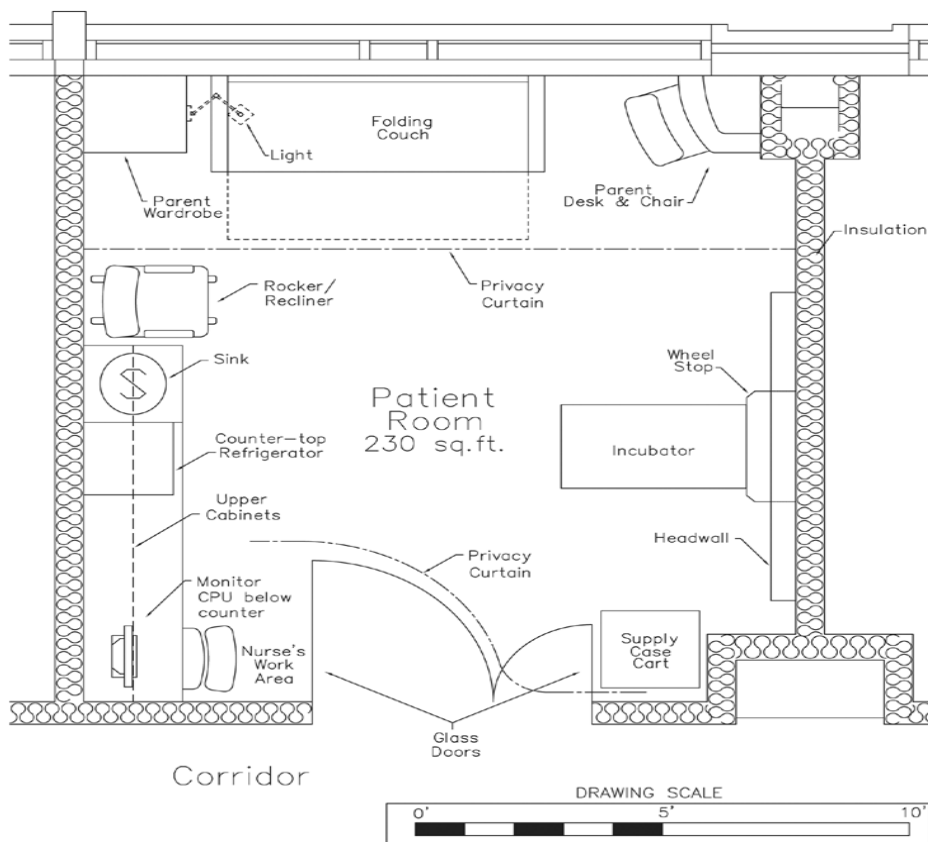 Folding
Couch
Light
Parent
Wardrobe
Parent
Desk & Chair
Insulation
Privacy
Curtain
Rocker/
Recliner
Sink
Wheel
Stop
Patient
Room
230 sq.ft.
Counter-top
Refrigerator
Incubator
Upper
Cabinets
Headwall
Privacy
Curtain
Monitor
CPU below
counter
Nurse's
Work
Area
Supply
Case
Cart
Glass
Doors
Corridor
DRAWING SCALE
0' 5' 10'
S